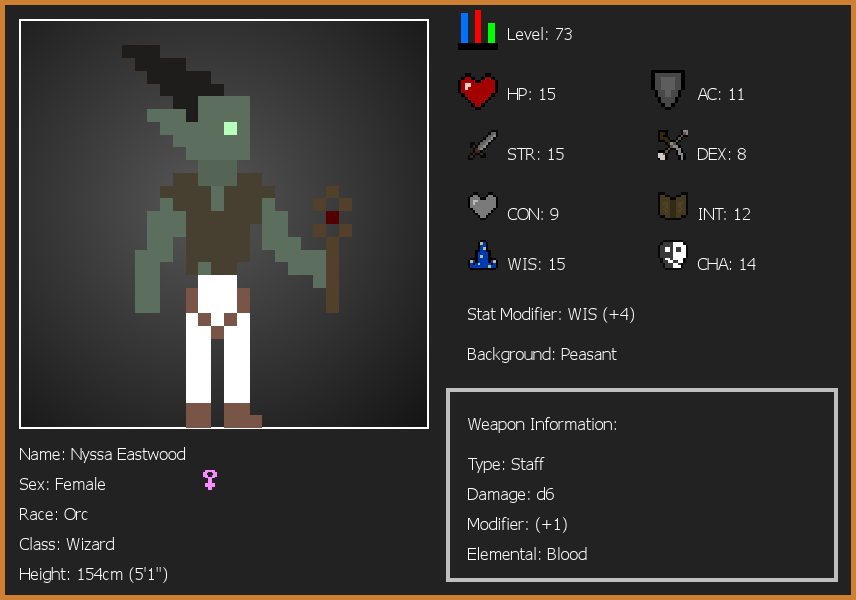 Level: 73
HP: 15
AC: 11
STR: 15
DEX: 8
CON: 9
INT: 12
WIS: 15
CHA: 14
Stat Modifier: WIS (+4)
Background: Peasant
Weapon Information:
Type: Staff
Damage: d6
Modifier: (+1)
Elemental: Blood
Name: Nyssa Eastwood
Sex: Female
Race: Orc
Class: Wizard
Height: 154cm (5'1")